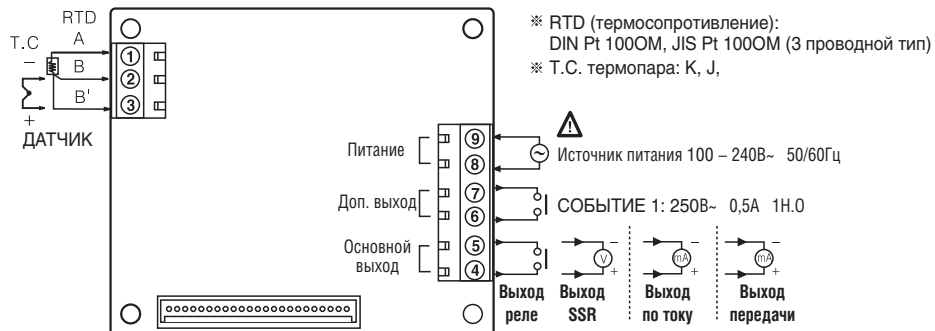 RTD
T.C
A
B
B'
−
+
ДАТЧИК
1
2
3
※ RTD (термосопротивление):
DIN Pt 100OM, JIS Pt 100OM (3 проводной тип)
※ T.C. термопара: K, J,
Питание
9
8
Источник питания 100 – 240В~ 50/60Гц
Доп. выход
7
6
СОБЫТИЕ 1: 250В~ 0,5А 1Н.О
Основной
выход
5
4
− V +
− mA +
− mA +
Выход
реле
Выход
SSR
Выход
по току
Выход
передачи